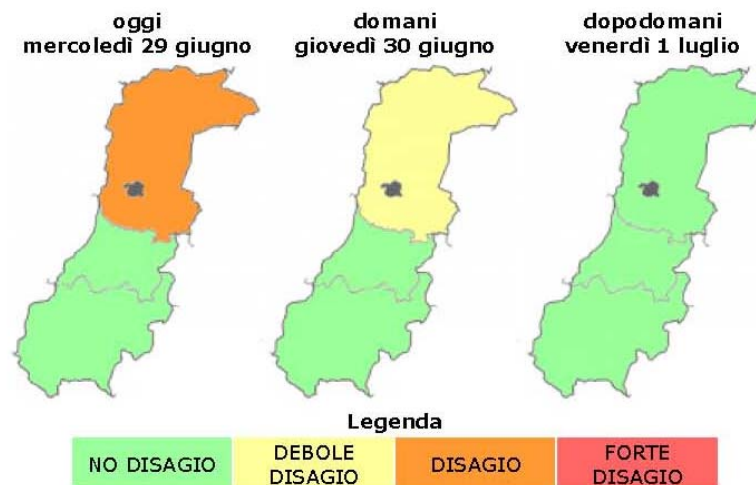 oggi
mercoledì 29 giugno
domani
giovedì 30 giugno
dopodomani
venerdì 1 luglio
Legenda
NO DISAGIO
DEBOLE
DISAGIO
DISAGIO
FORTE
DISAGIO